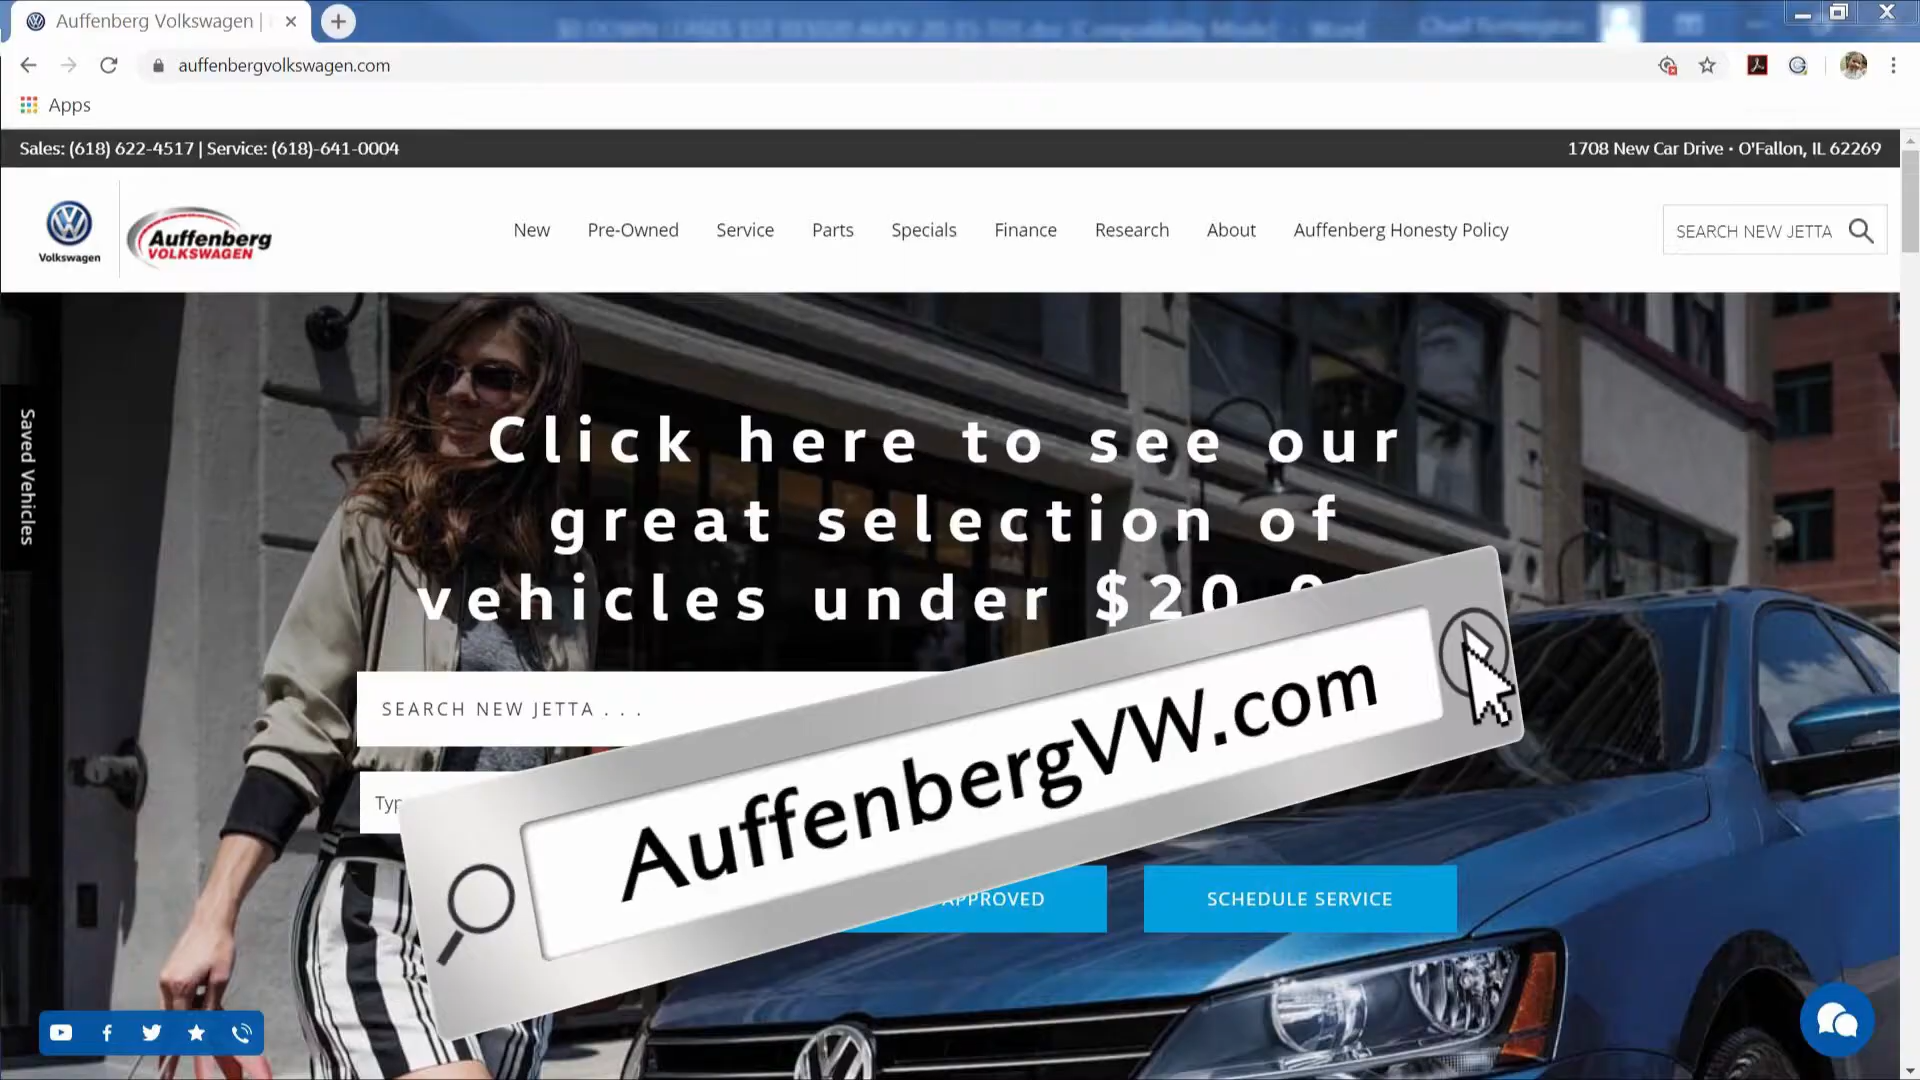 Auffenberg Volkswagen |
auffenbergvolkswagen.com
Apps
Sales: (618) 622-4517 | Service: (618)-641-0004
1708 New Car Drive • O'Fallon, IL 62269
Volkswagen
Auffenberg
VOLKSWAGEN
New Pre-Owned Service Parts Specials Finance Research About Auffenberg Honesty Policy
SEARCH NEW JETTA
Saved Vehicles
Click here to see our
great selection of
vehicles under $20
SEARCH NEW JETTA . . .
AuffenbergVW.com
APPROVED
SCHEDULE SERVICE